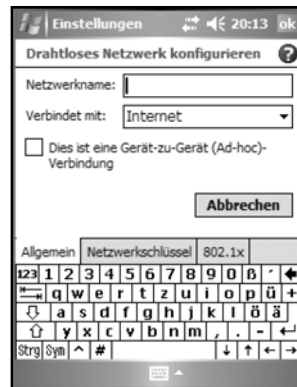 Einstellungen 20:13 ok
Drahtloses Netzwerk konfigurieren ?
Netzwerkname:
Verbindet mit: Internet
Dies ist eine Gerät-zu-Gerät (Ad-hoc)-
Verbindung
Abbrechen
Allgemein Netzwerkschlüssel 802.1x
123 1 2 3 4 5 6 7 8 9 0 ß ´
q w e r t z u i o p ü +
a s d f g h j k l ö ä
y x c v b n m , . -
Strg Sym ^ #